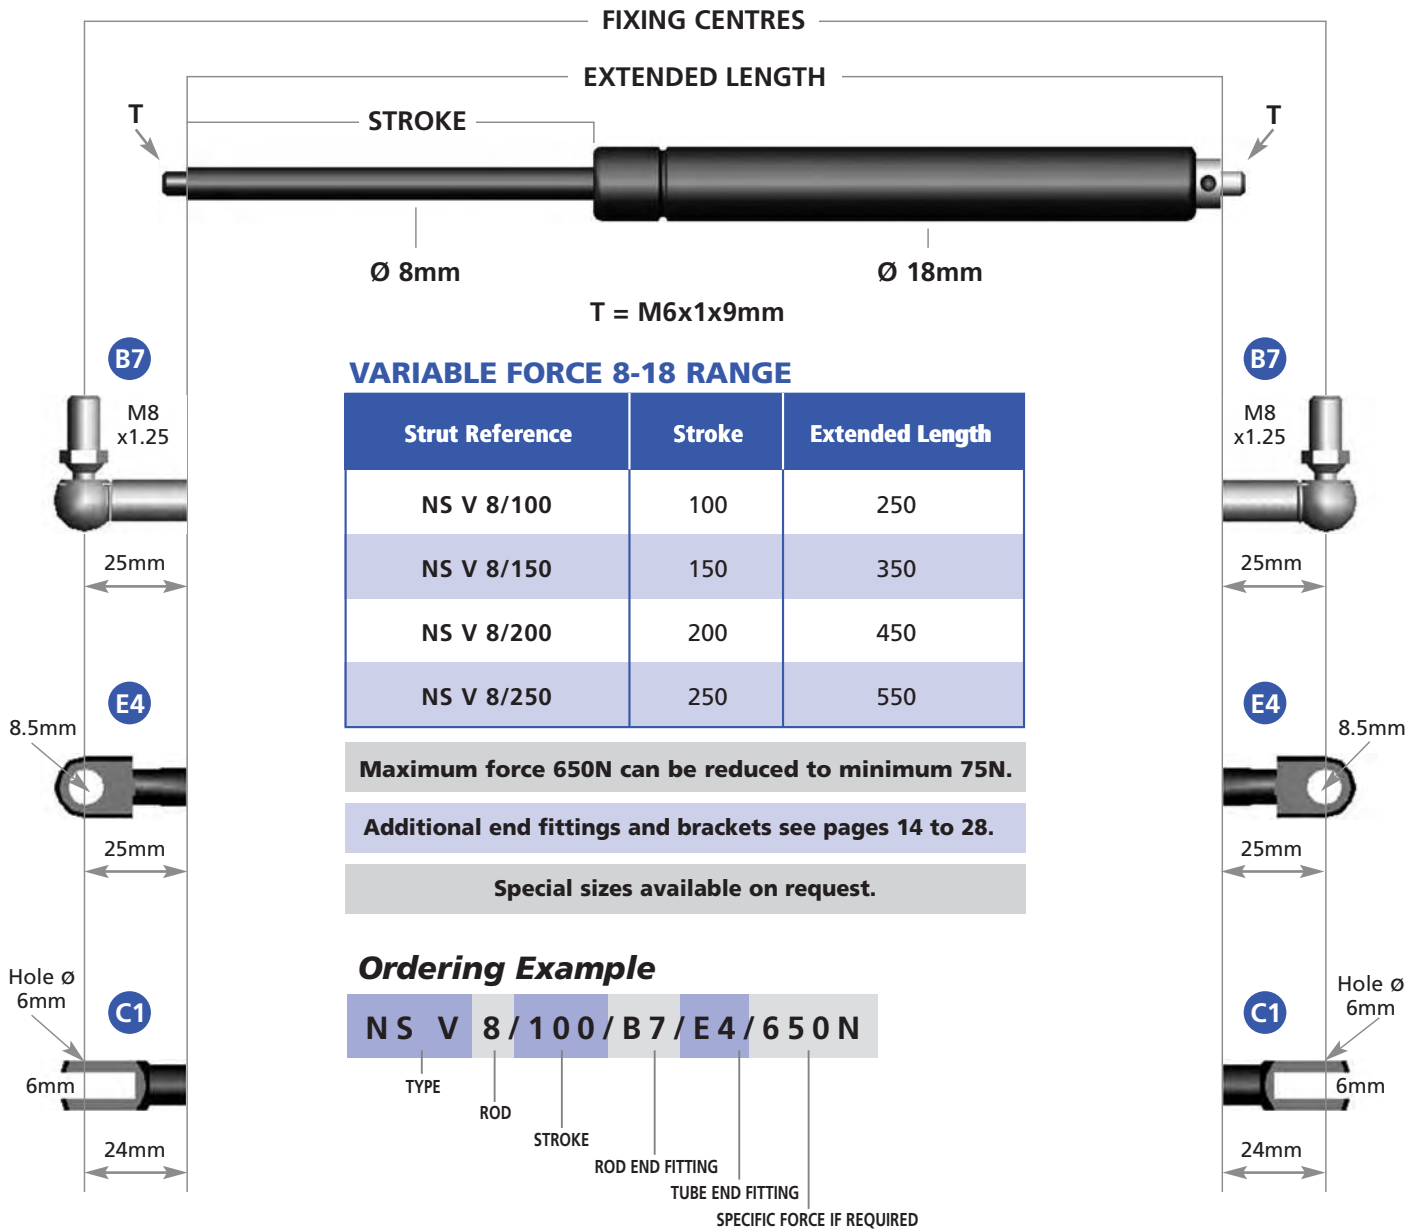 FIXING CENTRES
EXTENDED LENGTH
T
STROKE
T
Ø 8mm
Ø 18mm
T = M6x1x9mm
B7
M8
x1.25
25mm
E4
8.5mm
25mm
Hole ø
6mm
C1
6mm
24mm
VARIABLE FORCE 8-18 RANGE
Strut Reference Stroke Extended Length
NS V 8/100 100 250
NS V 8/150 150 350
NS V 8/200 200 450
NS V 8/250 250 550
Maximum force 650N can be reduced to minimum 75N.
Additional end fittings and brackets see pages 14 to 28.
Special sizes available on request.
Ordering Example
NS V 8/100/B7/E4/650N
TYPE
ROD
STROKE
ROD END FITTING
TUBE END FITTING
SPECIFIC FORCE IF REQUIRED
B7
M8
x1.25
25mm
E4
8.5mm
25mm
Hole ø
6mm
C1
6mm
24mm